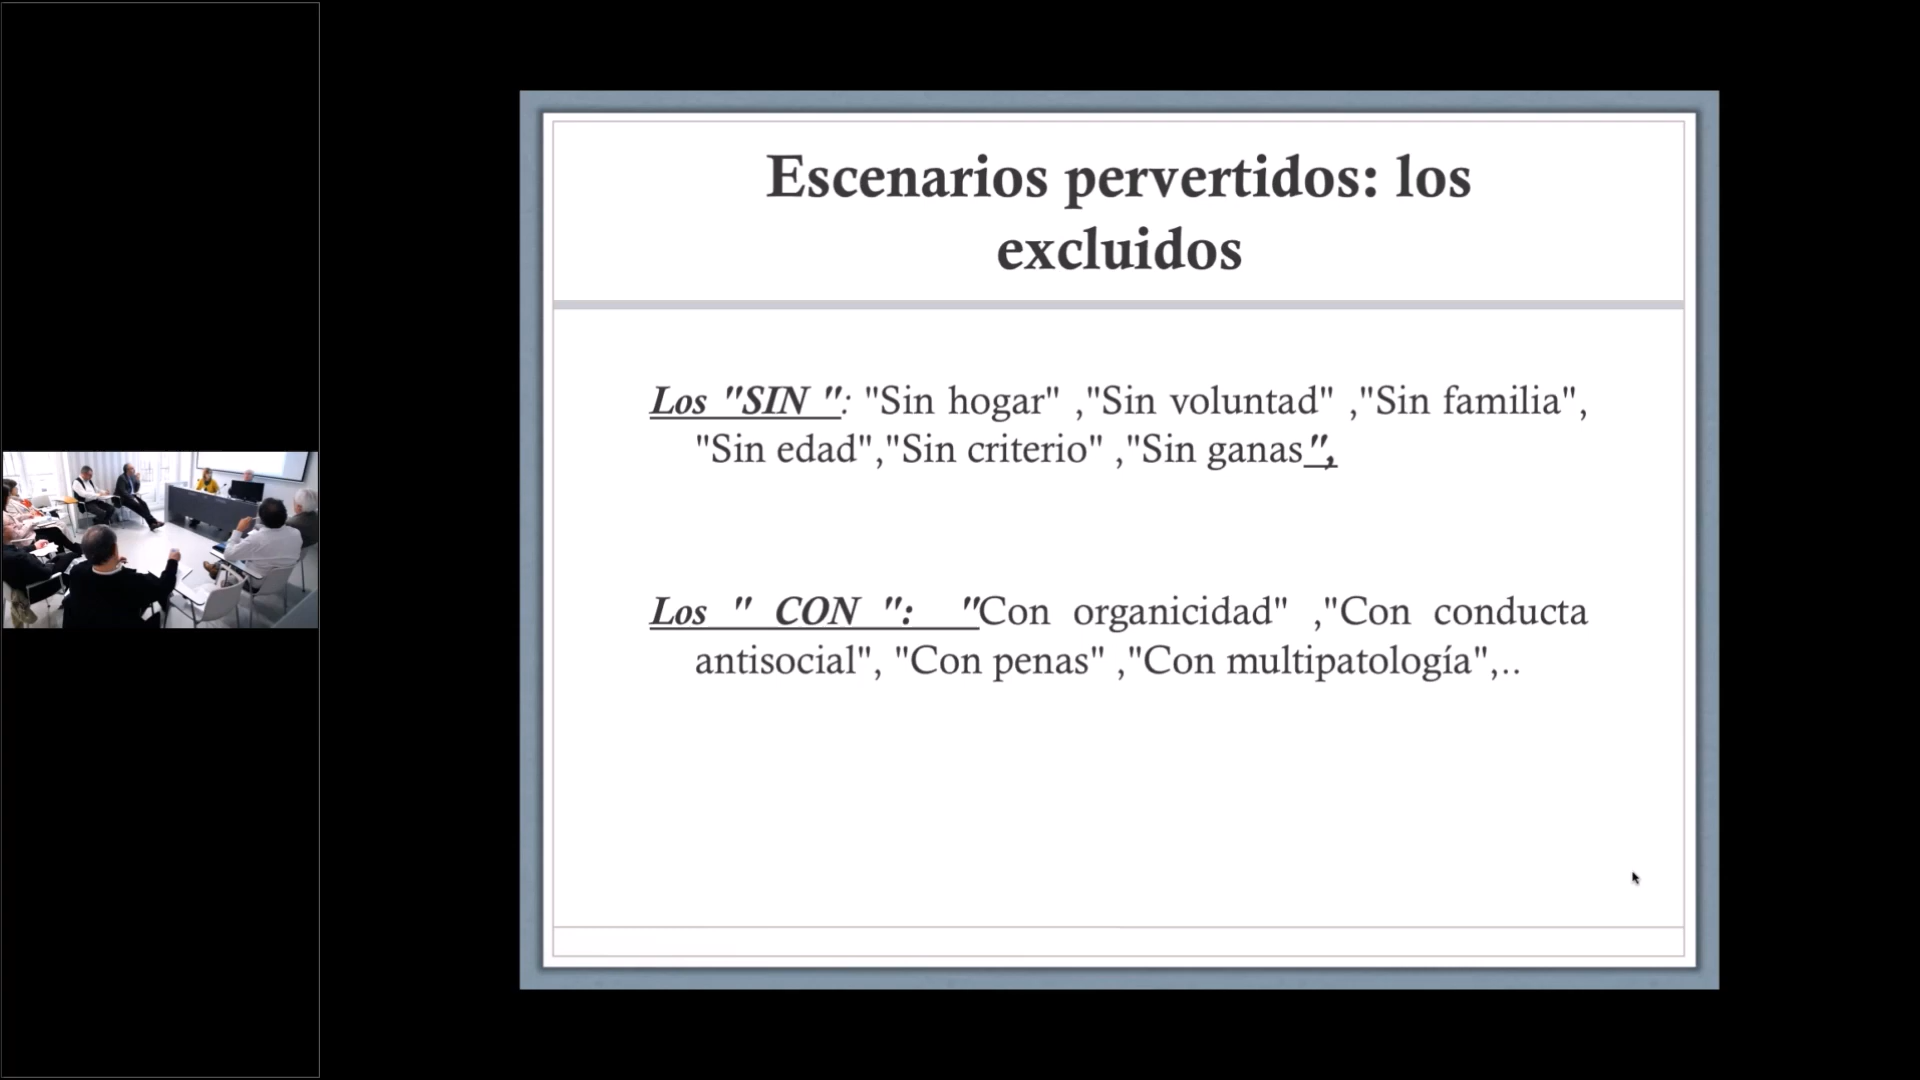 Escenarios pervertidos: los
excluidos
Los "SIN ": "Sin hogar" ,"Sin voluntad" ,"Sin familia",
"Sin edad","Sin criterio" ,"Sin ganas",
Los " CON ": "Con organicidad" ,"Con conducta
antisocial", "Con penas" ,"Con multipatología",..